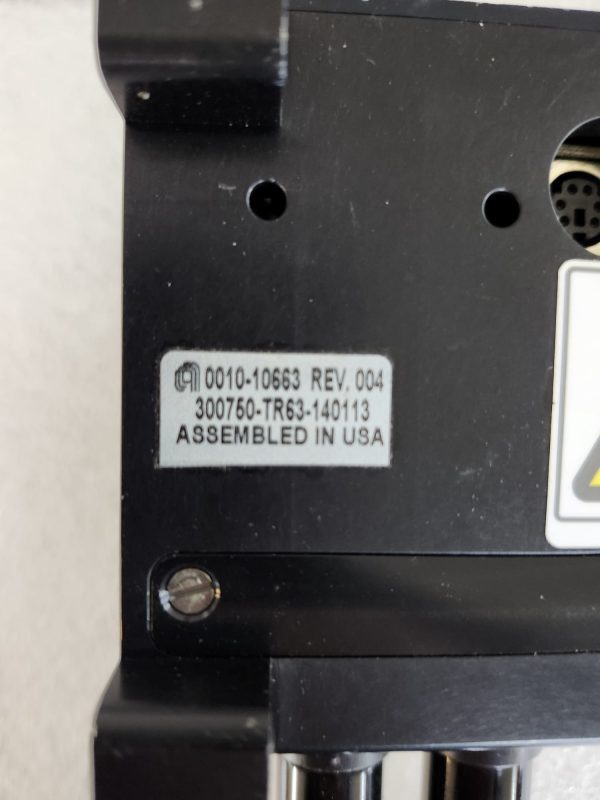 0010-10663 REV. 004
300750-TR63-140113
ASSEMBLED IN USA